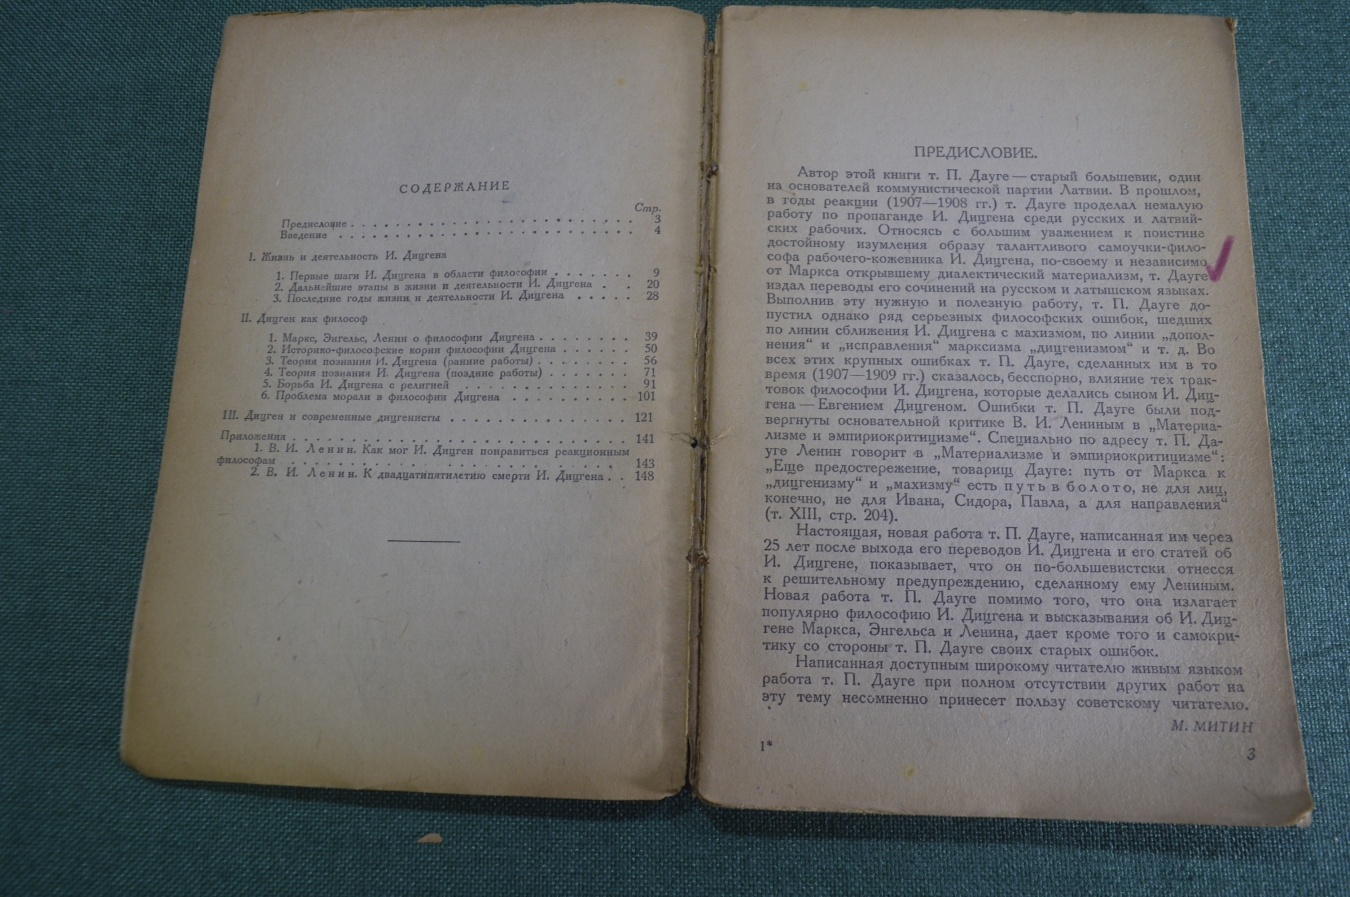 СОДЕРЖАНИЕ
Стр.
Предисловие . . . . . . . . . . . . . . . . . . . . 3
Введение . . . . . . . . . . . . . . . . . . . . . 4
I. Жизнь и деятельность И. Дицгена
1. Первые шаги И. Дицгена в области философии . . . . . . . 9
2. Дальнейшие этапы в жизни и деятельности И. Дицгена . . . 20
3. Последние годы жизни и деятельности И. Дицгена . . . . . 28
II. Дицген как философ
1. Маркс, Энгельс, Ленин о философии Дицгена . . . . . . . . 39
2. Историко-философские корни философии Дицгена . . . . . . 50
3. Теория познания И. Дицгена (ранние работы) . . . . . . . . 56
4. Теория познания И. Дицгена (поздние работы) . . . . . . . 71
5. Борьба И. Дицгена с религией . . . . . . . . . . . . . 91
6. Проблема морали в философии Дицгена . . . . . . . . . . 101
III. Дицген и современные дицгенисты . . . . . . . . . . . . . 121
Приложения . . . . . . . . . . . . . . . . . . . . . . . . 141
1. В. И. Ленин. Как мог И. Дицген понравиться реакционным
философам . . . . . . . . . . . . . . . . . . . . . . 143
2. В. И. Ленин. К двадцатипятилетию смерти И. Дицгена . . 148
ПРЕДИСЛОВИЕ.
Автор этой книги т. П. Дауге — старый большевик, один
из основателей коммунистической партии Латвии. В прошлом,
в годы реакции (1907—1908 гг.) т. Дауге проделал немалую
работу по пропаганде И. Дицгена среди русских и латвий-
ских рабочих. Относясь с большим уважением к поистине
достойному изумления образу талантливого самоучки-фило-
софа рабочего-кожевника И. Дицгена, по-своему и независимо
от Маркса открывшему диалектический материализм, т. Дауге
издал переводы его сочинений на русском и латышском языках.
Выполнив эту нужную и полезную работу, т. П. Дауге до-
пустил однако ряд серьезных философских ошибок, шедших
по линии сближения И. Дицгена с махизмом, по линии „допол-
нения“ и „исправления“ марксизма „дицгенизмом“ и т. д. Во
всех этих крупных ошибках т. П. Дауге, сделанных им в то
время (1907—1909 гг.) сказалось, бесспорно, влияние тех трак-
товок философии И. Дицгена, которые делались сыном И. Диц-
гена — Евгением Дицгеном. Ошибки т. П. Дауге были под-
вергнуты основательной критике В. И. Лениным в „Материа-
лизме и эмпириокритицизме“. Специально по адресу т. П. Да-
уге Ленин говорит в „Материализме и эмпириокритицизме“:
„Еще предостережение, товарищ Дауге: путь от Маркса к
„дицгенизму“ и „махизму“ есть путь в болото, не для лиц,
конечно, не для Ивана, Сидора, Павла, а для направления“
(т. XIII, стр. 204).
Настоящая, новая работа т. П. Дауге, написанная им через
25 лет после выхода его переводов И. Дицгена и его статей об
И. Дицгене, показывает, что он по-большевистски отнесся
к решительному предупреждению, сделанному ему Лениным.
Новая работа т. П. Дауге помимо того, что она излагает
популярно философию И. Дицгена и высказывания об И. Диц-
гене Маркса, Энгельса и Ленина, дает кроме того и самокри-
тику со стороны т. П. Дауге своих старых ошибок.
Написанная доступным широкому читателю живым языком
работа т. П. Дауге при полном отсутствии других работ на
эту тему несомненно принесет пользу советскому читателю.
М. МИТИН
1*
3